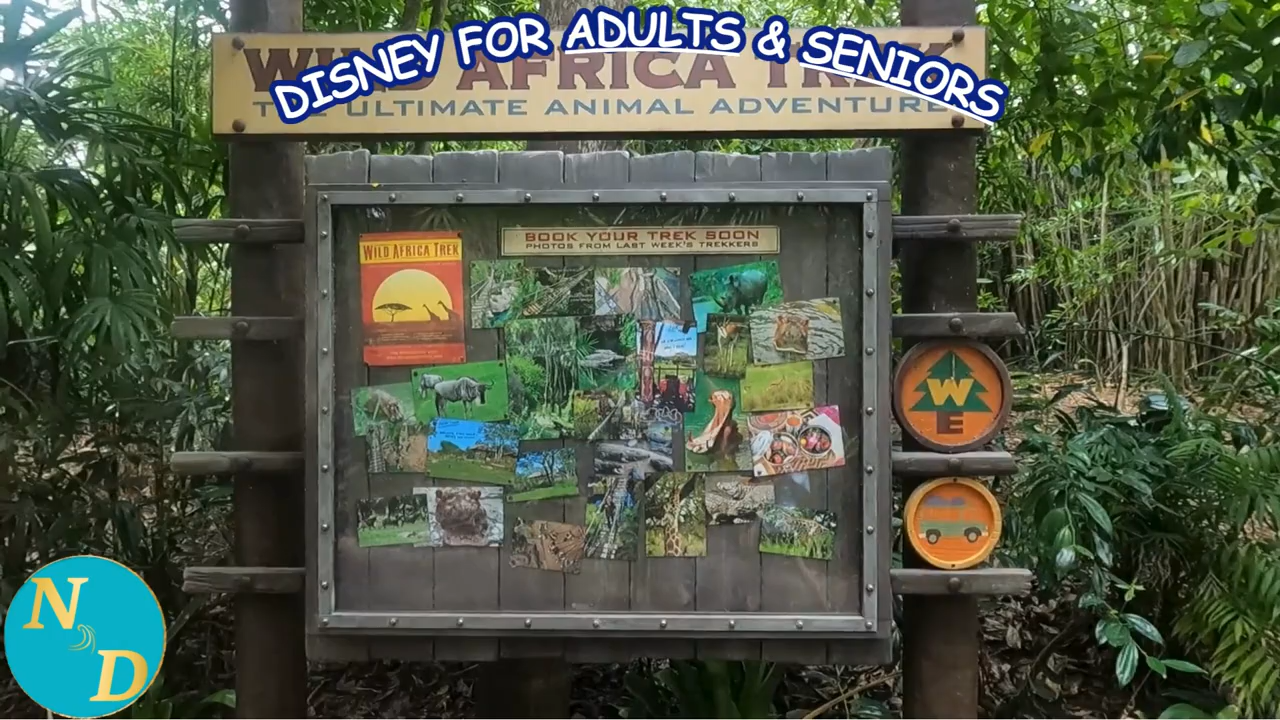 DISNEY FOR ADULTS & SENIORS
WILD AFRICA TREK
THE ULTIMATE ANIMAL ADVENTURE
BOOK YOUR TREK SOON
PHOTOS FROM LAST WEEK'S TREKKERS
WILD AFRICA TREK
W
E
N
D